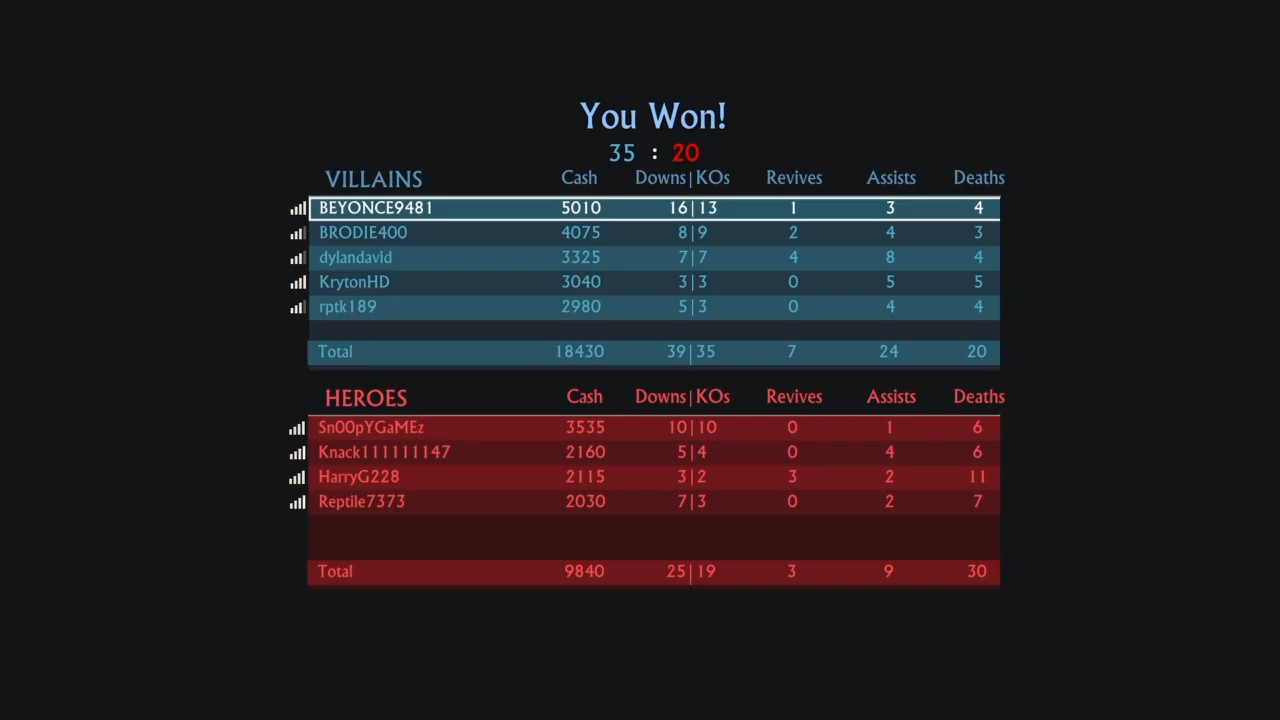 You Won!
35 : 20
VILLAINS Cash Downs|KOs Revives Assists Deaths
BEYONCE9481 5010 16|13 1 3 4
BRODIE400 4075 8|9 2 4 3
dylandavid 3325 7|7 4 8 4
KrytonHD 3040 3|3 0 5 5
rptk189 2980 5|3 0 4 4
Total 18430 39|35 7 24 20
HEROES Cash Downs|KOs Revives Assists Deaths
Sn00pYGaMEz 3535 10|10 0 1 6
Knack111111147 2160 5|4 0 4 6
HarryG228 2115 3|2 3 2 11
Reptile7373 2030 7|3 0 2 7
Total 9840 25|19 3 9 30